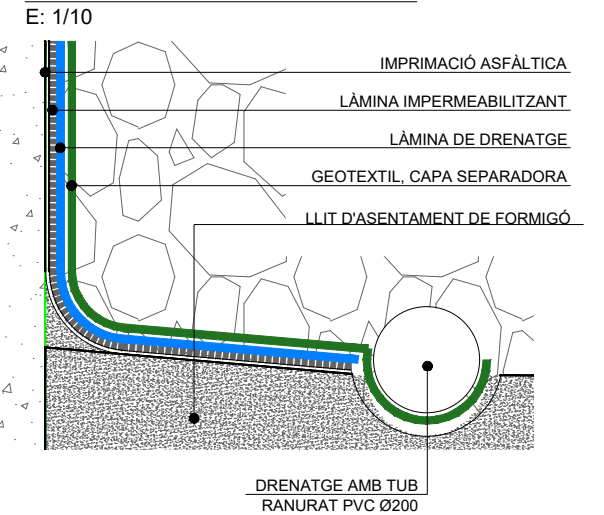 E: 1/10
IMPRIMACIÓ ASFÀLTICA
LÀMINA IMPERMEABILITZANT
LÀMINA DE DRENATGE
GEOTEXTIL, CAPA SEPARADORA
LLIT D'ASENTAMENT DE FORMIGÓ
DRENATGE AMB TUB
RANURAT PVC Ø200